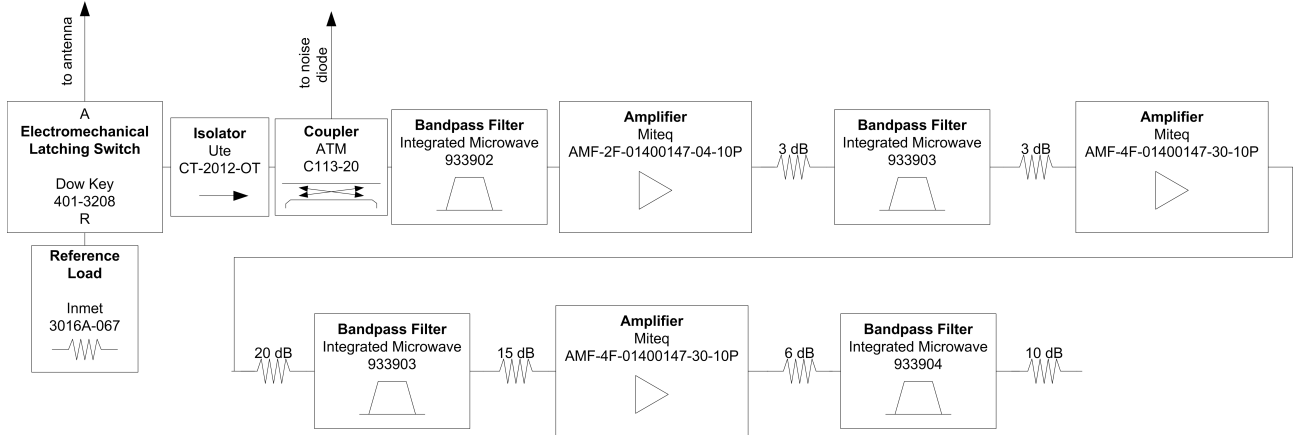 to antenna
to noise
diode
A
Electromechanical
Latching Switch
Dow Key
401-3208
R
Reference
Load
Inmet
3016A-067
Isolator
Ute
CT-2012-OT
Coupler
ATM
C113-20
Bandpass Filter
Integrated Microwave
933902
Amplifier
Miteq
AMF-2F-01400147-04-10P
3 dB
Bandpass Filter
Integrated Microwave
933903
3 dB
Amplifier
Miteq
AMF-4F-01400147-30-10P
20 dB
Bandpass Filter
Integrated Microwave
933903
15 dB
Amplifier
Miteq
AMF-4F-01400147-30-10P
6 dB
Bandpass Filter
Integrated Microwave
933904
10 dB